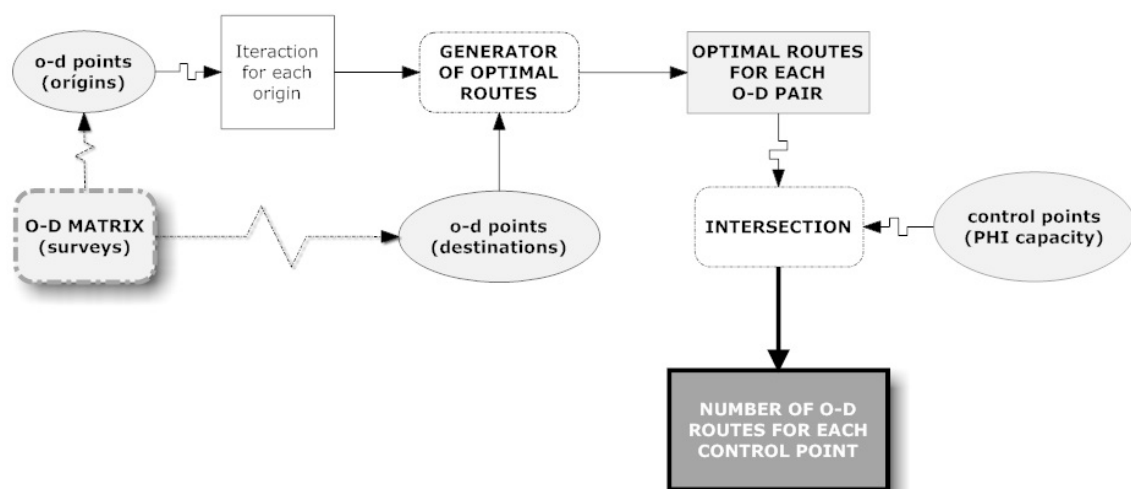 o-d points
(orígins)
Iteraction
for each
origin
GENERATOR
OF OPTIMAL
ROUTES
OPTIMAL ROUTES
FOR EACH
O-D PAIR
O-D MATRIX
(surveys)
o-d points
(destinations)
INTERSECTION
control points
(PHI capacity)
NUMBER OF O-D
ROUTES FOR EACH
CONTROL POINT